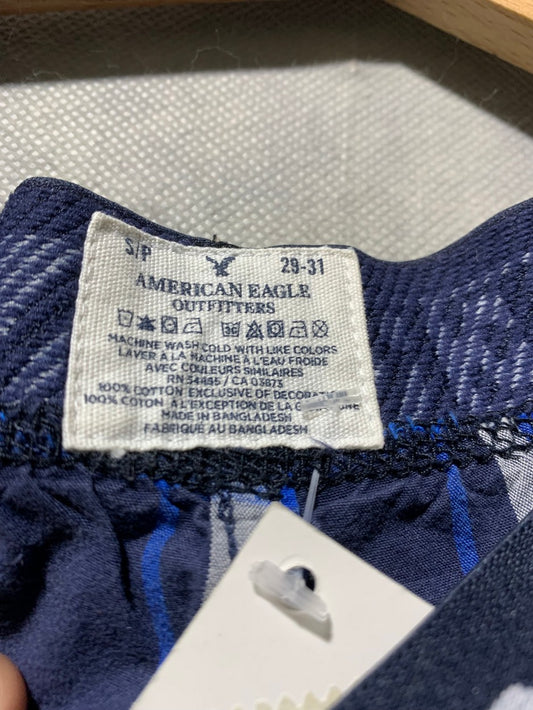 S/P 29-31
AMERICAN EAGLE
OUTFITTERS
MACHINE WASH COLD WITH LIKE COLORS
LAVER À LA MACHINE À L'EAU FROIDE
AVEC COULEURS SIMILAIRES
RN 54485 / CA 03873
100% COTTON EXCLUSIVE OF DECORATION
100% COTON À L'EXCEPTION DE LA
MADE IN BANGLADESH
FABRIQUE AU BANGLADESH